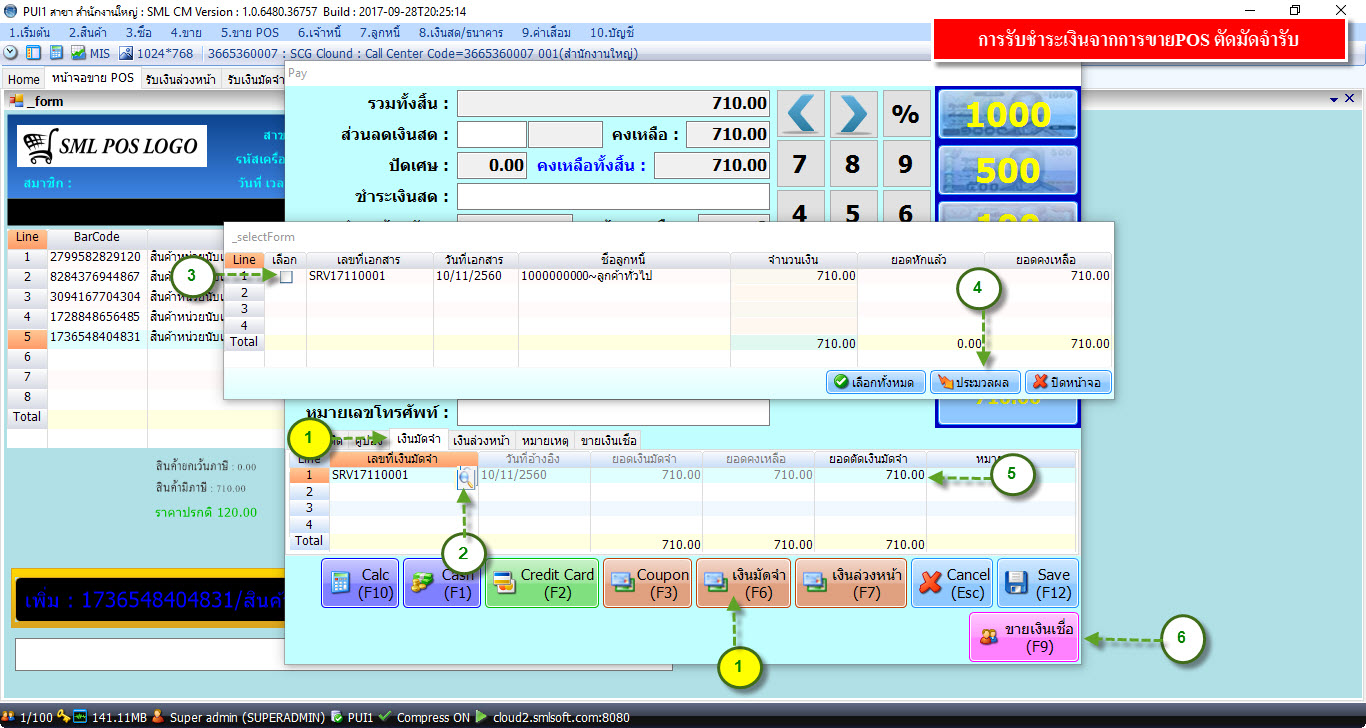 PUI1 สาขา สำนักงานใหญ่ : SML CM Version : 1.0.6480.36757 Build : 2017-09-28T20:25:14
1.เริ่มต้น 2.สินค้า 3.ซื้อ 4.ขาย 5.ขาย POS 6.เจ้าหนี้ 7.ลูกหนี้ 8.เงินสด/ธนาคาร 9.ค่าเสื่อม 10.บัญชี
การรับชำระเงินจากการขายPOS ตัดมัดจำรับ
MIS 1024*768 3665360007 : SCG Clound : Call Center Code=3665360007 001(สำนักงานใหญ่)
Home หน้าจอขาย POS รับเงินล่วงหน้า รับเงินมัดจำ
Pay
_form
SML POS LOGO
สาข
รหัสเครื่อ
สมาชิก :
วันที่ เวล
รวมทั้งสิ้น : 710.00
ส่วนลดเงินสด : คงเหลือ : 710.00
ปัดเศษ : 0.00 คงเหลือทั้งสิ้น : 710.00
ชำระเงินสด :
%
7 8 9
4 5 6
1000
500
100
Line BarCode
1 2799582829120 สินค้าหน่วยนับเ
2 8284376944867 สินค้
3 3094167704304 สินค้าหน่วยนับเ
4 1728848656485 สินค้าหน่วยนับเ
5 1736548404831 สินค้าหน่วยนับเ
6
7
8
Total
_selectForm
Line เลือก เลขที่เอกสาร วันที่เอกสาร ชื่อลูกหนี้ จำนวนเงิน ยอดหักแล้ว ยอดคงเหลือ
1 SRV17110001 10/11/2560 1000000000~ลูกค้าทั่วไป 710.00 710.00
2
3
4
Total 710.00 0.00 710.00
3
4
เลือกทั้งหมด ประมวลผล ปิดหน้าจอ
710.00
หมายเลขโทรศัพท์ :
1
คูปอง เงินมัดจำ เงินล่วงหน้า หมายเหตุ ขายเงินเชื่อ
Line เลขที่เงินมัดจำ วันที่อ้างอิง ยอดเงินมัดจำ ยอดคงเหลือ ยอดตัดเงินมัดจำ หมาย
1 SRV17110001 10/11/2560 710.00 710.00 710.00
2
3
4
Total 710.00 710.00 710.00
5
2
สินค้ายกเว้นภาษี : 0.00
สินค้ามีภาษี : 710.00
ราคาปรกติ 120.00
เพิ่ม : 1736548404831/สินค้
Calc (F10) Cash (F1) Credit Card (F2) Coupon (F3) เงินมัดจำ (F6) เงินล่วงหน้า (F7) Cancel (Esc) Save (F12)
ขายเงินเชื่อ (F9)
1
6
1/100 141.11MB Super admin (SUPERADMIN) PUI1 Compress ON cloud2.smlsoft.com:8080